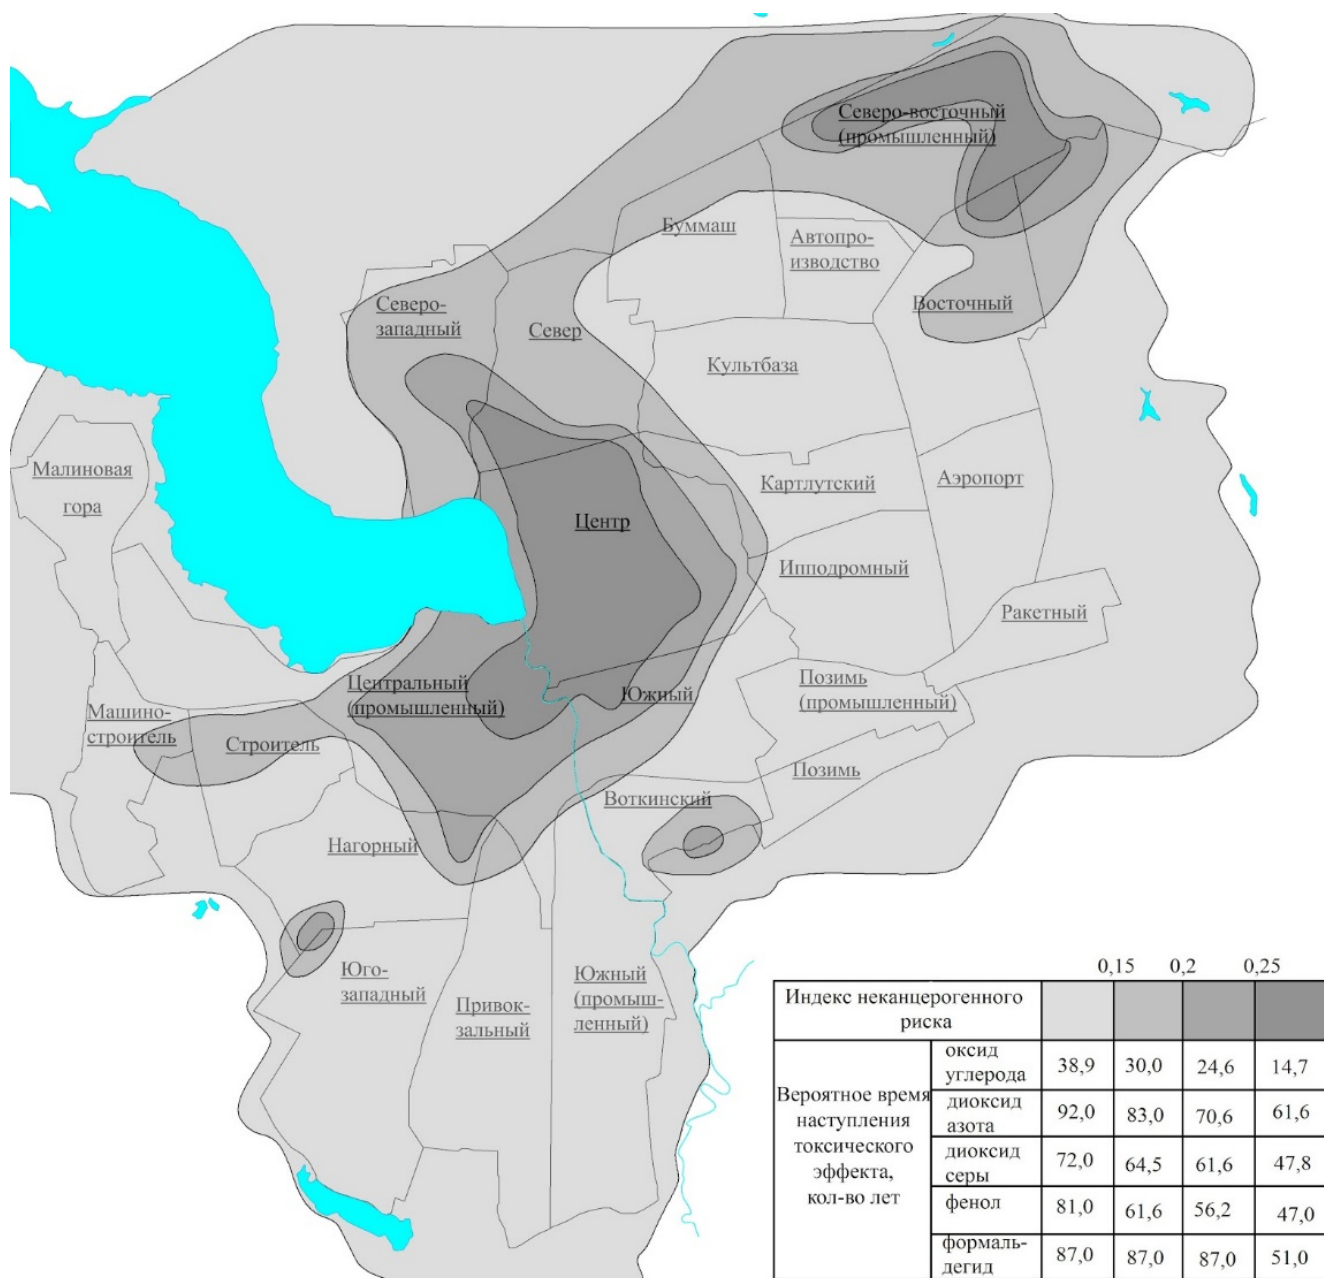 Северо-восточный
(промышленный)
Буммаш
Автопро-
изводство
Северо-
западный
Север
Восточный
Культбаза
Малиновая
гора
Картлутский
Аэропорт
Центр
Ипподромный
Ракетный
Центральный
(промышленный)
Южный
Позимь
(промышленный)
Машино-
строитель
Строитель
Позимь
Воткинский
Нагорный
Юго-
западный
Привок-
зальный
Южный
(промыш-
ленный)
0,15 0,2 0,25
Индекс неканцерогенного
риска
Вероятное время
наступления
токсического
эффекта,
кол-во лет
оксид
углерода
38,9 30,0 24,6 14,7
диоксид
азота
92,0 83,0 70,6 61,6
диоксид
серы
72,0 64,5 61,6 47,8
фенол
81,0 61,6 56,2 47,0
формаль-
дегид
87,0 87,0 87,0 51,0